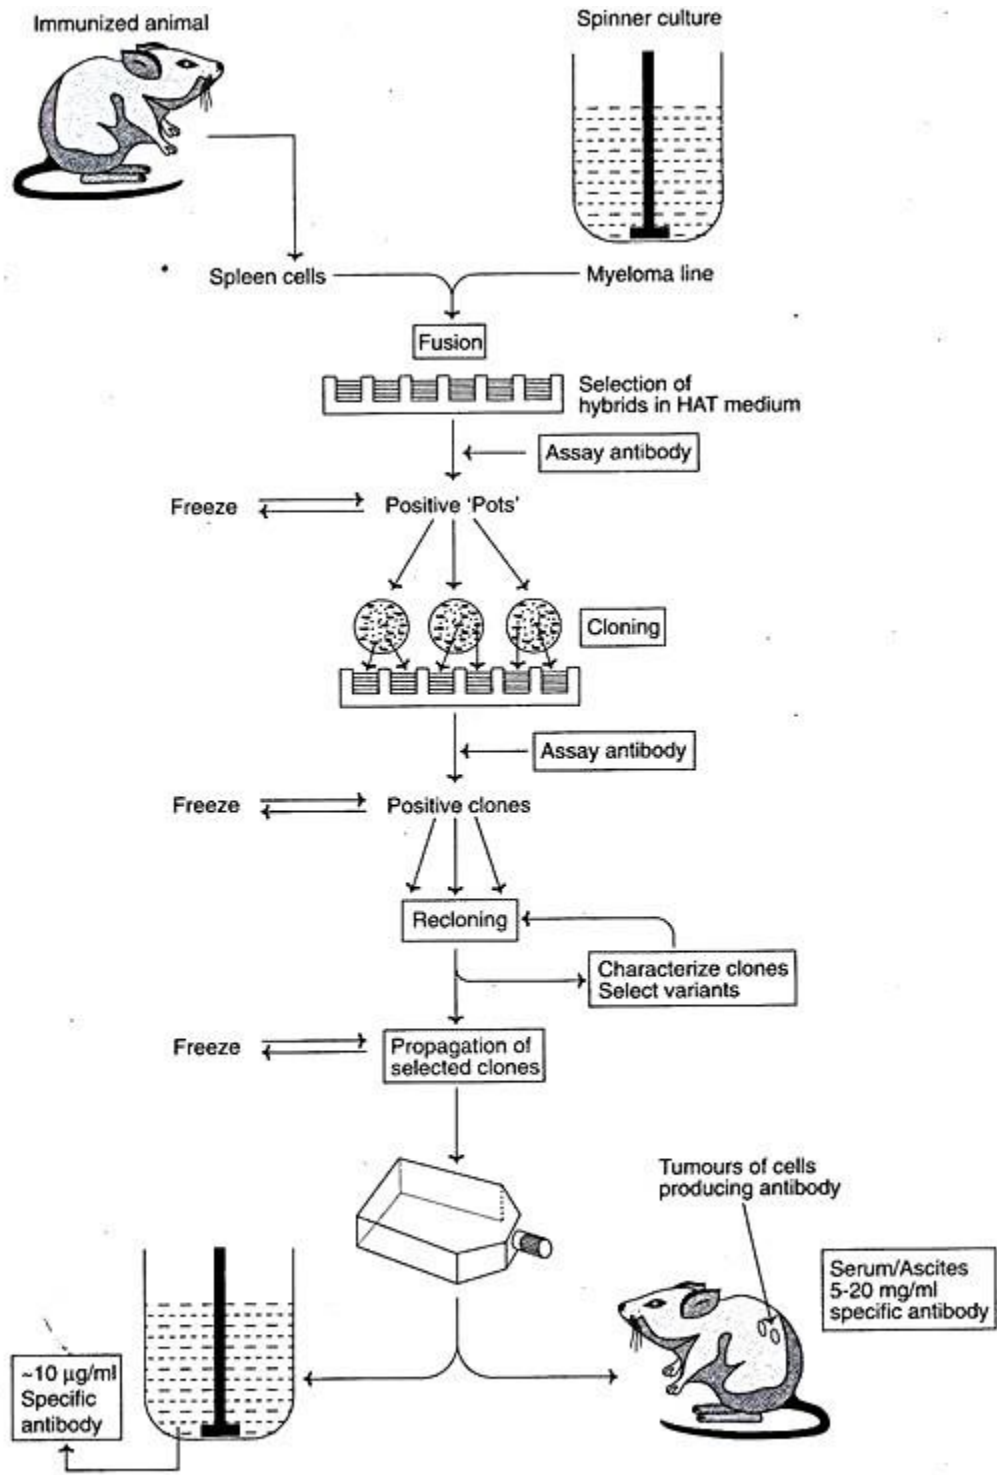 Immunized animal
Spinner culture
Spleen cells
Myeloma line
Fusion
Selection of
hybrids in HAT medium
Assay antibody
Freeze
Positive 'Pots'
Cloning
Assay antibody
Freeze
Positive clones
Recloning
Characterize clones
Select variants
Freeze
Propagation of
selected clones
Tumours of cells
producing antibody
Serum/Ascites
5-20 mg/ml
specific antibody
~10 µg/ml
Specific
antibody